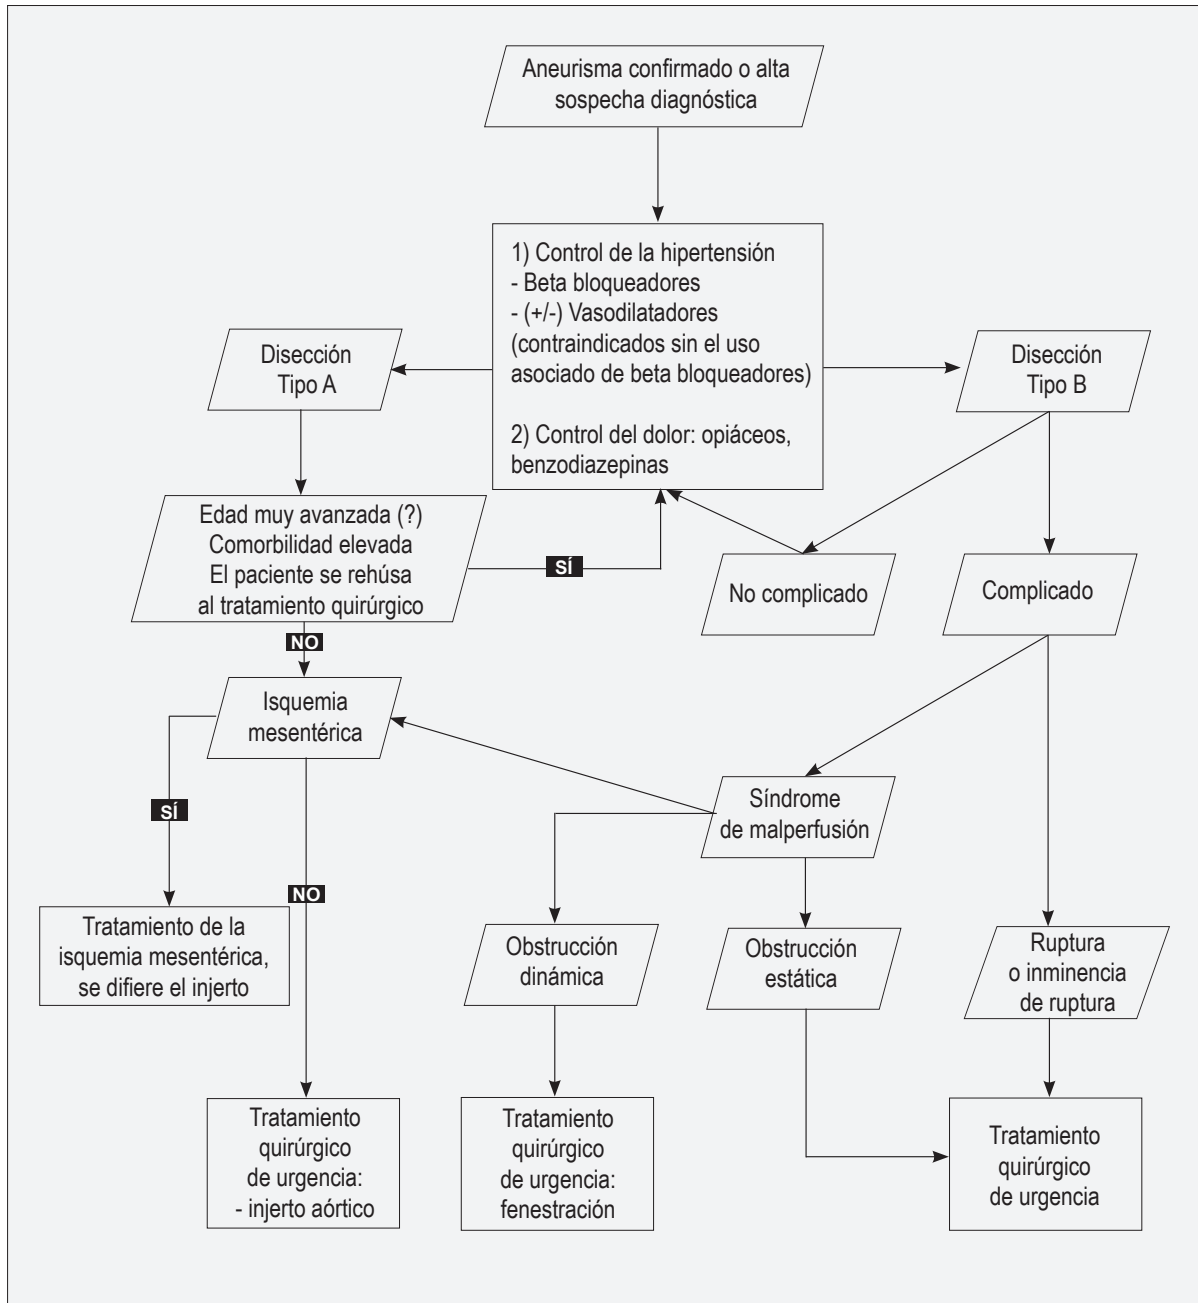 Aneurisma confirmado o alta
sospecha diagnóstica
1) Control de la hipertensión
- Beta bloqueadores
- (+/-) Vasodilatadores
(contraindicados sin el uso
asociado de beta bloqueadores)
2) Control del dolor: opiáceos,
benzodiazepinas
Disección
Tipo A
Disección
Tipo B
Edad muy avanzada (?)
Comorbilidad elevada
El paciente se rehúsa
al tratamiento quirúrgico
SÍ
No complicado
Complicado
NO
Isquemia
mesentérica
SÍ
NO
Síndrome
de malperfusión
Tratamiento de la
isquemia mesentérica,
se difiere el injerto
Obstrucción
dinámica
Obstrucción
estática
Ruptura
o inminencia
de ruptura
Tratamiento
quirúrgico
de urgencia:
- injerto aórtico
Tratamiento
quirúrgico
de urgencia:
fenestración
Tratamiento
quirúrgico
de urgencia